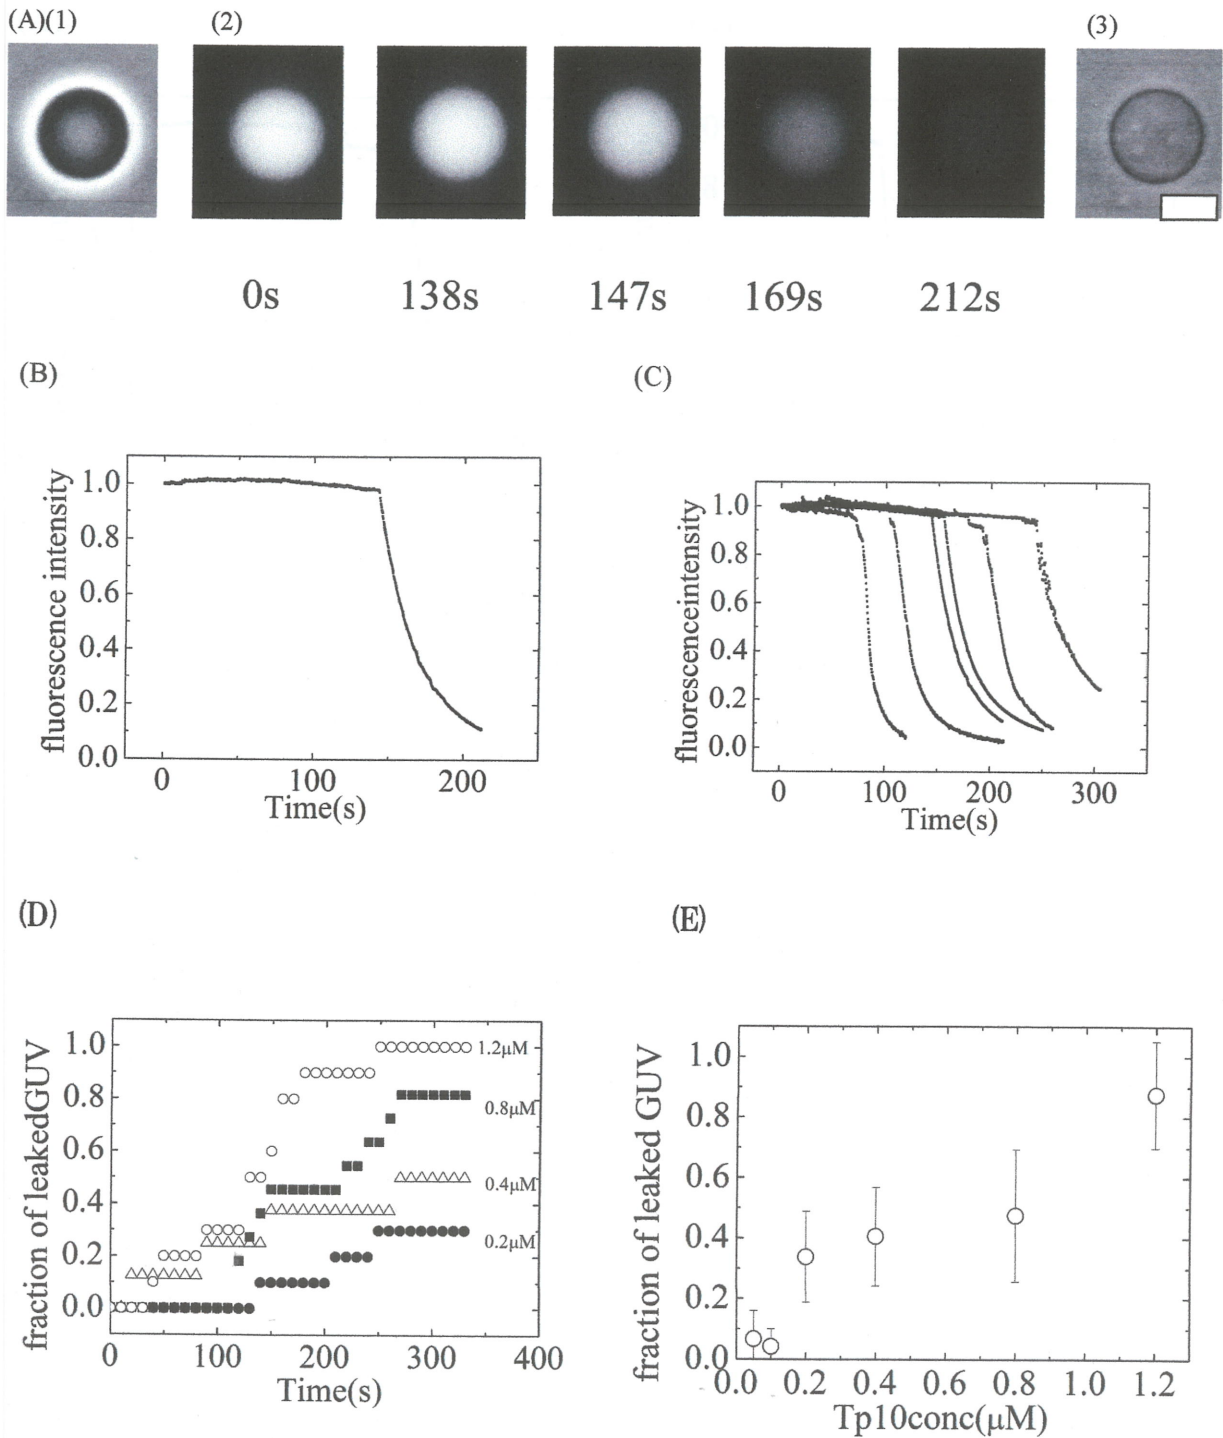 (A)(1)
(2)
(3)
0s
138s
147s
169s
212s
(B)
(C)
fluorescence intensity
1.0
0.8
0.6
0.4
0.2
0.0
0
100
200
Time(s)
fluorescenceintensity
1.0
0.8
0.6
0.4
0.2
0.0
0
100
200
300
Time(s)
(D)
(E)
fraction of leakedGUV
1.0
0.8
0.6
0.4
0.2
0.0
1.2μM
0.8μM
0.4μM
0.2μM
0
100
200
300
400
Time(s)
fraction of leaked GUV
1.0
0.8
0.6
0.4
0.2
0.0
0.0
0.2
0.4
0.6
0.8
1.0
1.2
Tp10conc(μM)